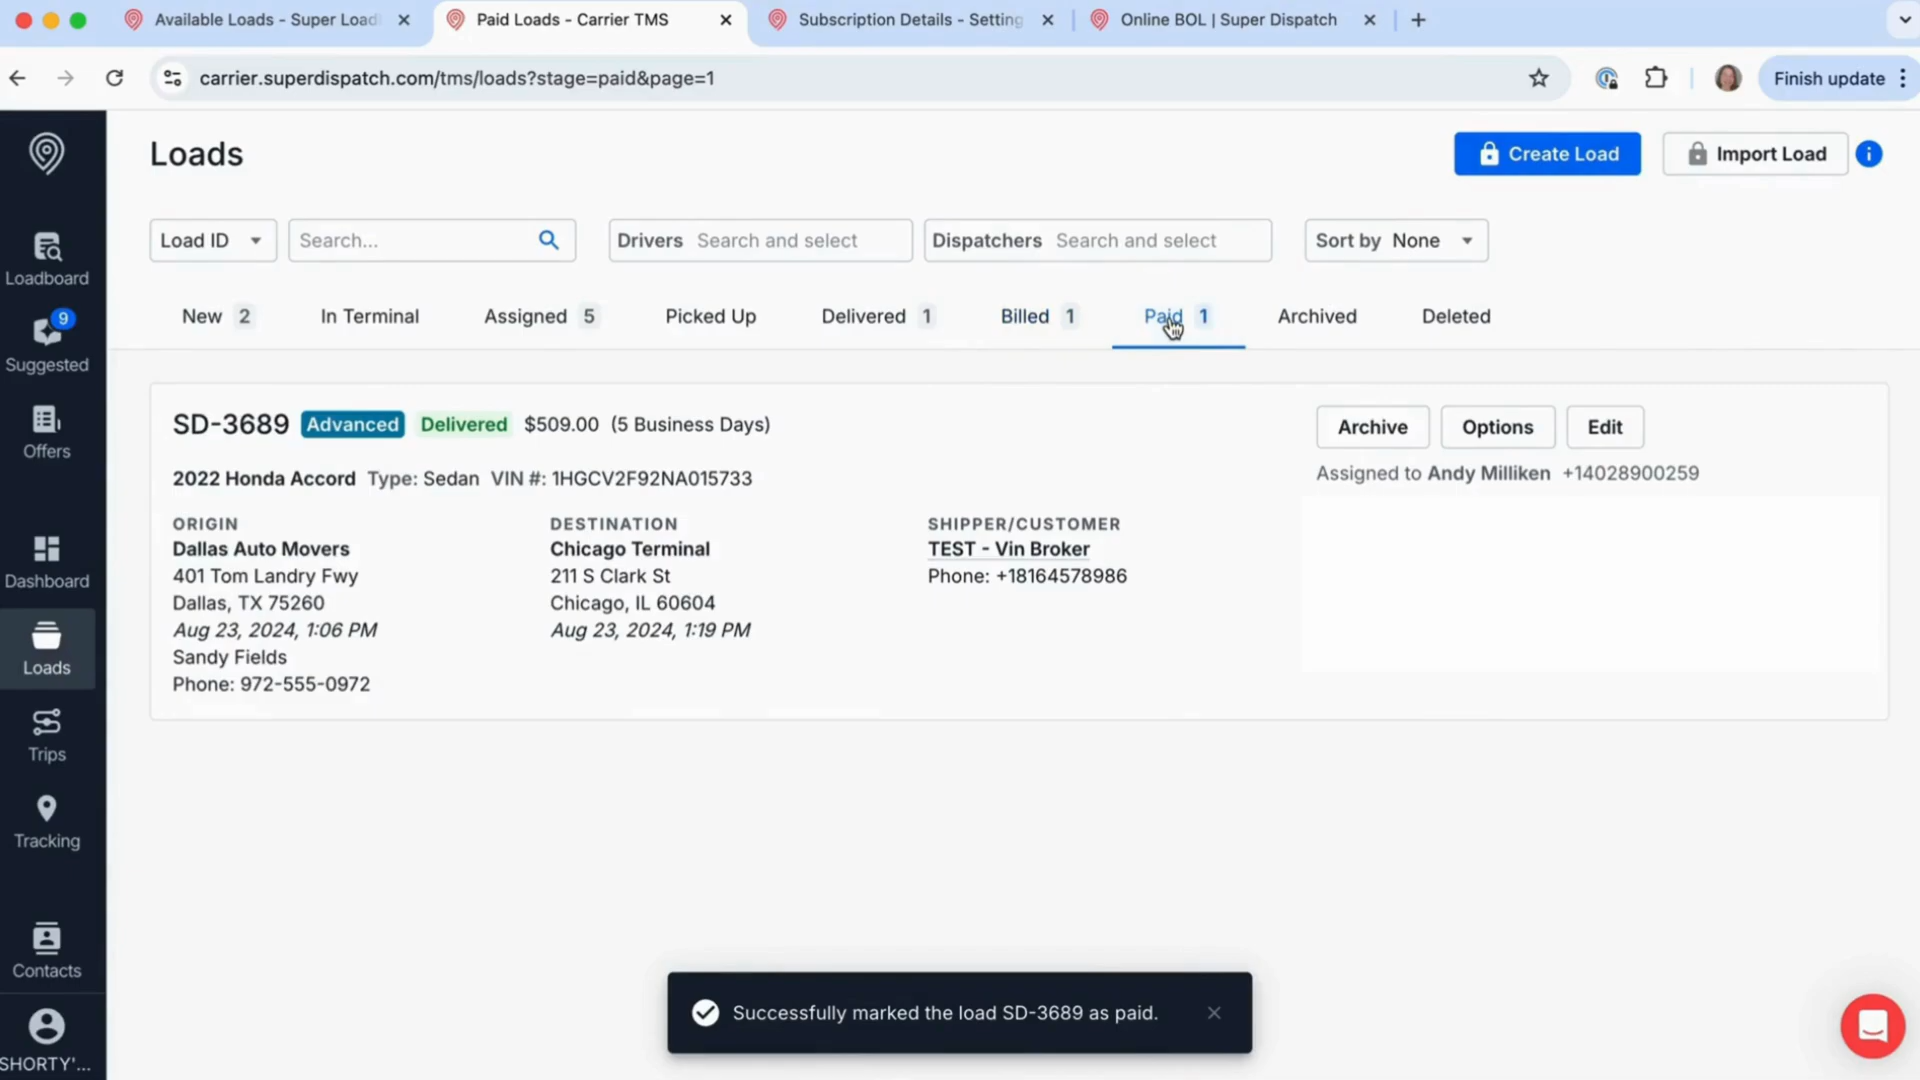 Available Loads - Super Load
Paid Loads - Carrier TMS
Subscription Details - Setting
Online BOL | Super Dispatch
carrier.superdispatch.com/tms/loads?stage=paid&page=1
Finish update
Loads
Create Load
Import Load
Load ID
Search...
Drivers Search and select
Dispatchers Search and select
Sort by None
New 2
In Terminal
Assigned 5
Picked Up
Delivered 1
Billed 1
Paid 1
Archived
Deleted
Loadboard
9
Suggested
Offers
Dashboard
Loads
Trips
Tracking
Contacts
SHORTY'...
SD-3689 Advanced Delivered $509.00 (5 Business Days)
Archive
Options
Edit
Assigned to Andy Milliken +14028900259
2022 Honda Accord Type: Sedan VIN #: 1HGCV2F92NA015733
ORIGIN
Dallas Auto Movers
401 Tom Landry Fwy
Dallas, TX 75260
Aug 23, 2024, 1:06 PM
Sandy Fields
Phone: 972-555-0972
DESTINATION
Chicago Terminal
211 S Clark St
Chicago, IL 60604
Aug 23, 2024, 1:19 PM
SHIPPER/CUSTOMER
TEST - Vin Broker
Phone: +18164578986
Successfully marked the load SD-3689 as paid.